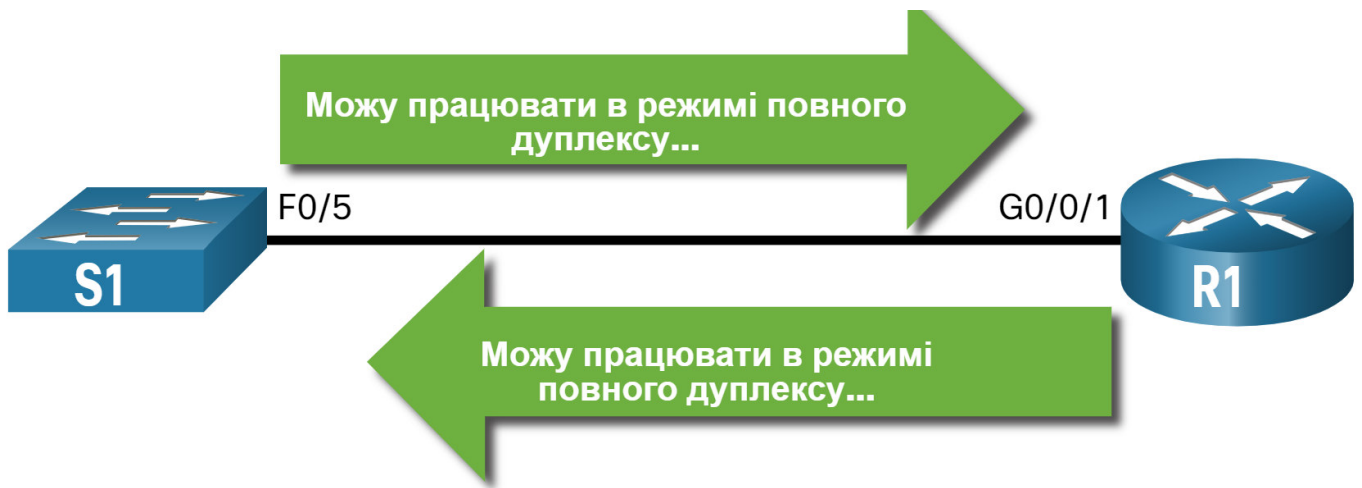 Можу працювати в режимі повного
дуплексу...
F0/5
G0/0/1
S1
R1
Можу працювати в режимі
повного дуплексу...